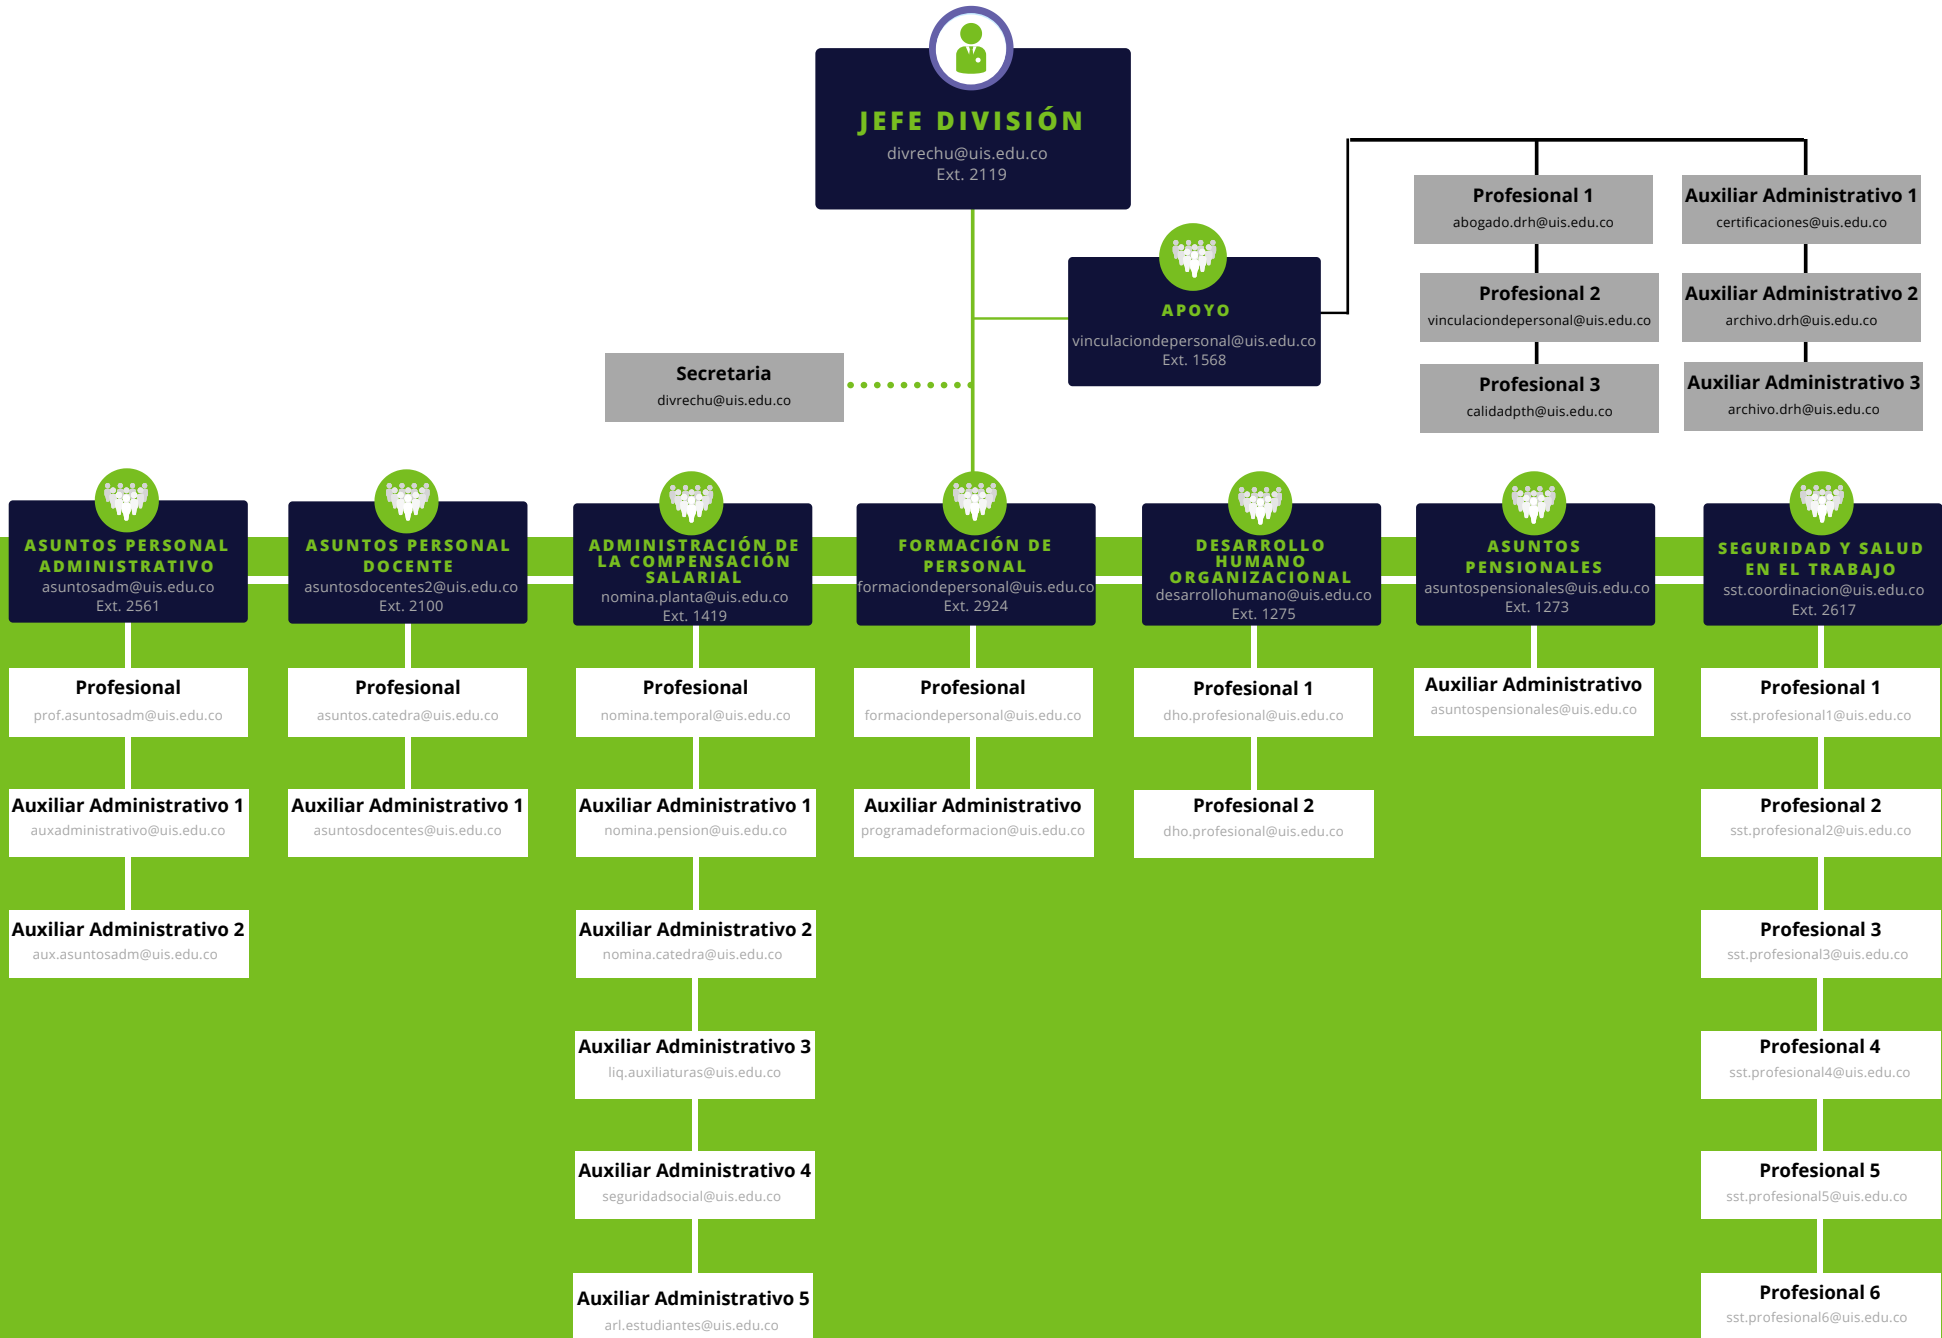 JEFE DIVISIÓN
divrechu@uis.edu.co
Ext. 2119
APOYO
vinculaciondepersonal@uis.edu.co
Ext. 1568
Profesional 1
abogado.drh@uis.edu.co
Profesional 2
vinculaciondepersonal@uis.edu.co
Profesional 3
calidadpth@uis.edu.co
Auxiliar Administrativo 1
certificaciones@uis.edu.co
Auxiliar Administrativo 2
archivo.drh@uis.edu.co
Auxiliar Administrativo 3
archivo.drh@uis.edu.co
Secretaria
divrechu@uis.edu.co
ASUNTOS PERSONAL
ADMINISTRATIVO
asuntosadm@uis.edu.co
Ext. 2561
Profesional
prof.asuntosadm@uis.edu.co
Auxiliar Administrativo 1
auxadministrativo@uis.edu.co
Auxiliar Administrativo 2
aux.asuntosadm@uis.edu.co
ASUNTOS PERSONAL
DOCENTE
asuntosdocentes2@uis.edu.co
Ext. 2100
Profesional
asuntos.catedra@uis.edu.co
Auxiliar Administrativo 1
asuntosdocentes@uis.edu.co
ADMINISTRACIÓN DE
LA COMPENSACIÓN
SALARIAL
nomina.planta@uis.edu.co
Ext. 1419
Profesional
nomina.temporal@uis.edu.co
Auxiliar Administrativo 1
nomina.pension@uis.edu.co
Auxiliar Administrativo 2
nomina.catedra@uis.edu.co
Auxiliar Administrativo 3
liq.auxiliaturas@uis.edu.co
Auxiliar Administrativo 4
seguridadsocial@uis.edu.co
Auxiliar Administrativo 5
arl.estudiantes@uis.edu.co
FORMACIÓN DE
PERSONAL
formaciondepersonal@uis.edu.co
Ext. 2924
Profesional
formaciondepersonal@uis.edu.co
Auxiliar Administrativo
programadeformacion@uis.edu.co
DESARROLLO
HUMANO
ORGANIZACIONAL
desarrollohumano@uis.edu.co
Ext. 1275
Profesional 1
dho.profesional@uis.edu.co
Profesional 2
dho.profesional@uis.edu.co
ASUNTOS
PENSIONALES
asuntospensionales@uis.edu.co
Ext. 1273
Auxiliar Administrativo
asuntospensionales@uis.edu.co
SEGURIDAD Y SALUD
EN EL TRABAJO
sst.coordinacion@uis.edu.co
Ext. 2617
Profesional 1
sst.profesional1@uis.edu.co
Profesional 2
sst.profesional2@uis.edu.co
Profesional 3
sst.profesional3@uis.edu.co
Profesional 4
sst.profesional4@uis.edu.co
Profesional 5
sst.profesional5@uis.edu.co
Profesional 6
sst.profesional6@uis.edu.co